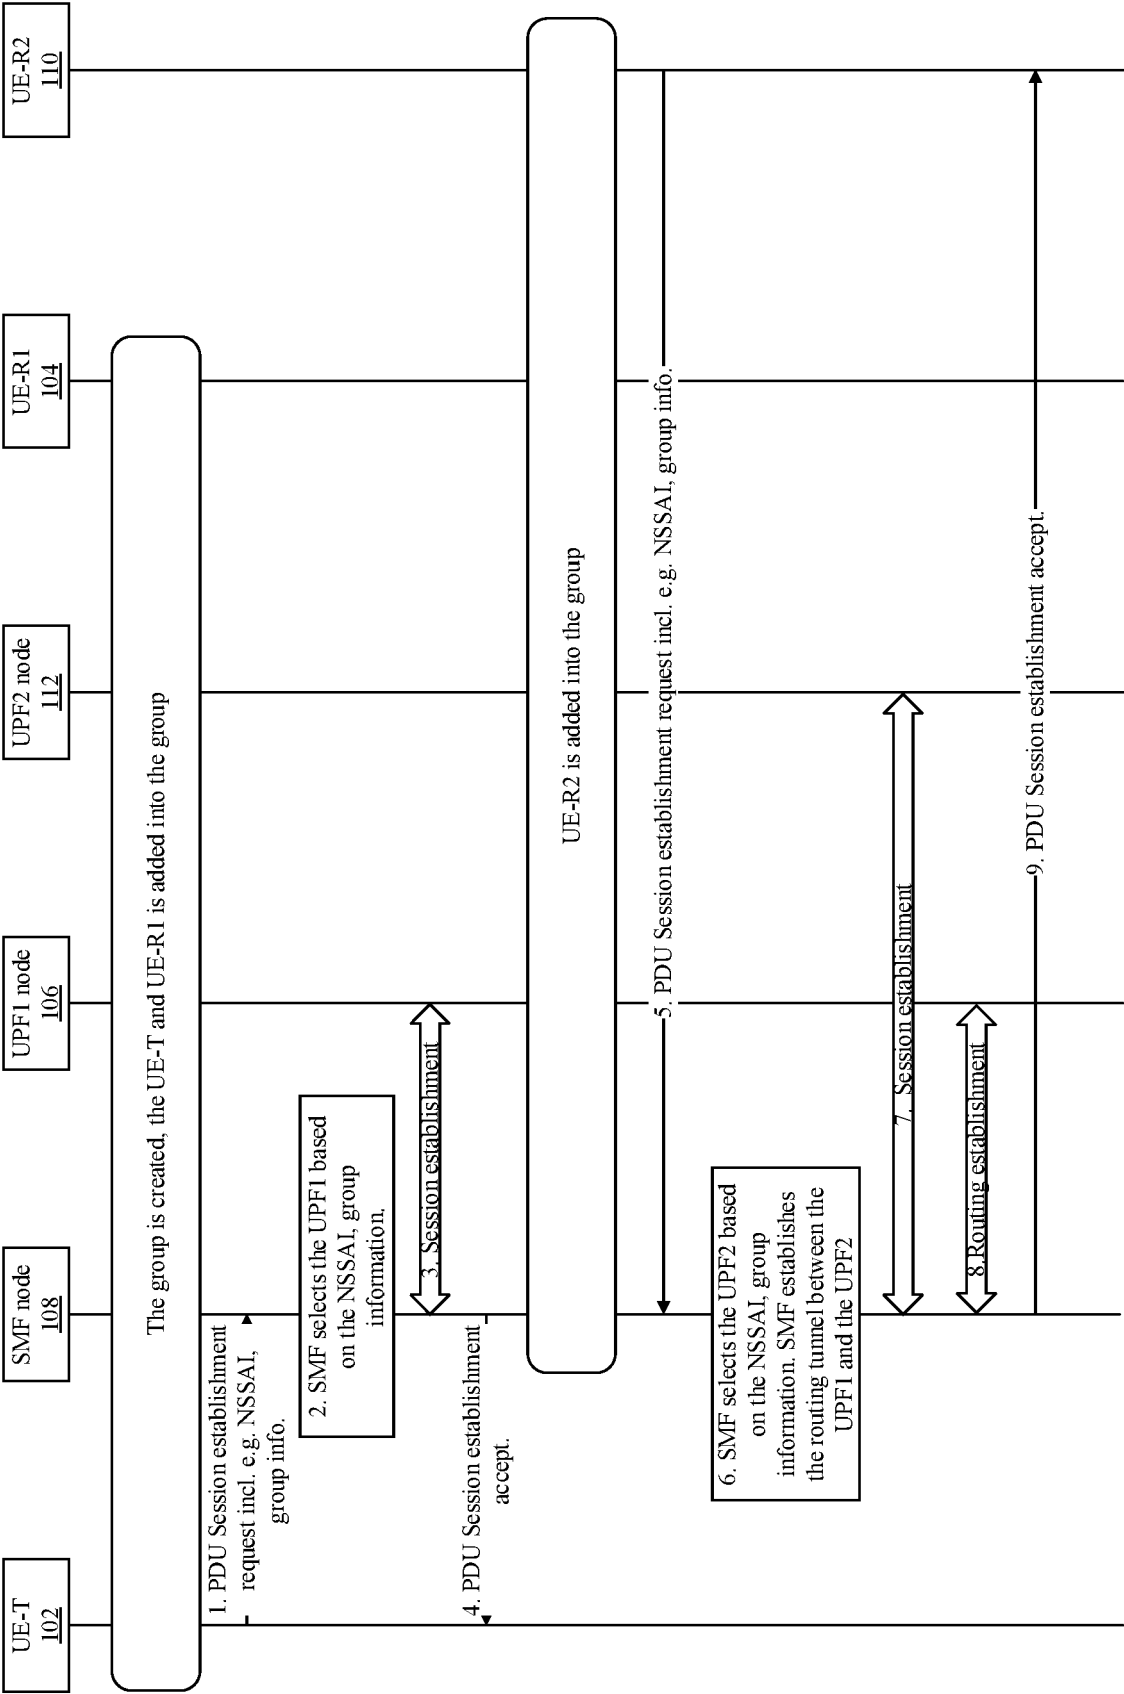 UE-T
102
SMF node
108
UPF1 node
106
UPF2 node
112
UE-R1
104
UE-R2
110
The group is created, the UE-T and UE-R1 is added into the group
1. PDU Session establishment
request incl. e.g. NSSAI,
group info.
2. SMF selects the UPF1 based
on the NSSAI, group
information.
3. Session establishment
4. PDU Session establishment
accept.
UE-R2 is added into the group
5. PDU Session establishment request incl. e.g. NSSAI, group info.
6. SMF selects the UPF2 based
on the NSSAI, group
information. SMF establishes
the routing tunnel between the
UPF1 and the UPF2
7. Session establishment
8.Routing establishment
9. PDU Session establishment accept.